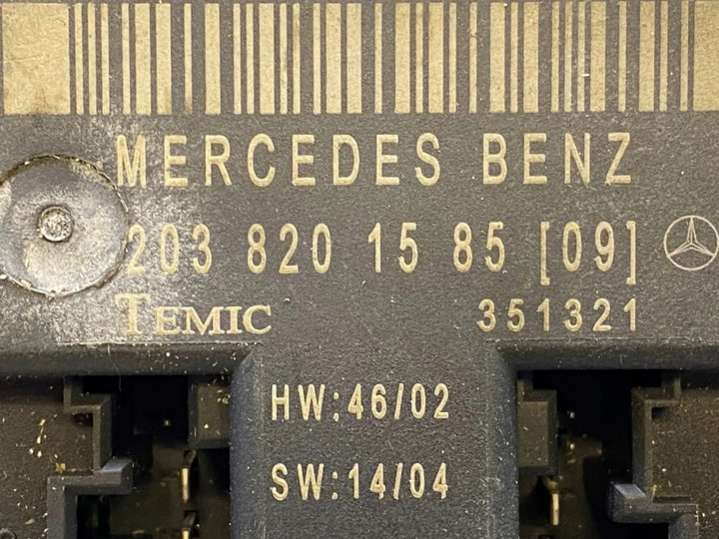 MERCEDES BENZ
203 820 15 85 [09]
TEMIC 351321
HW:46/02
SW:14/04